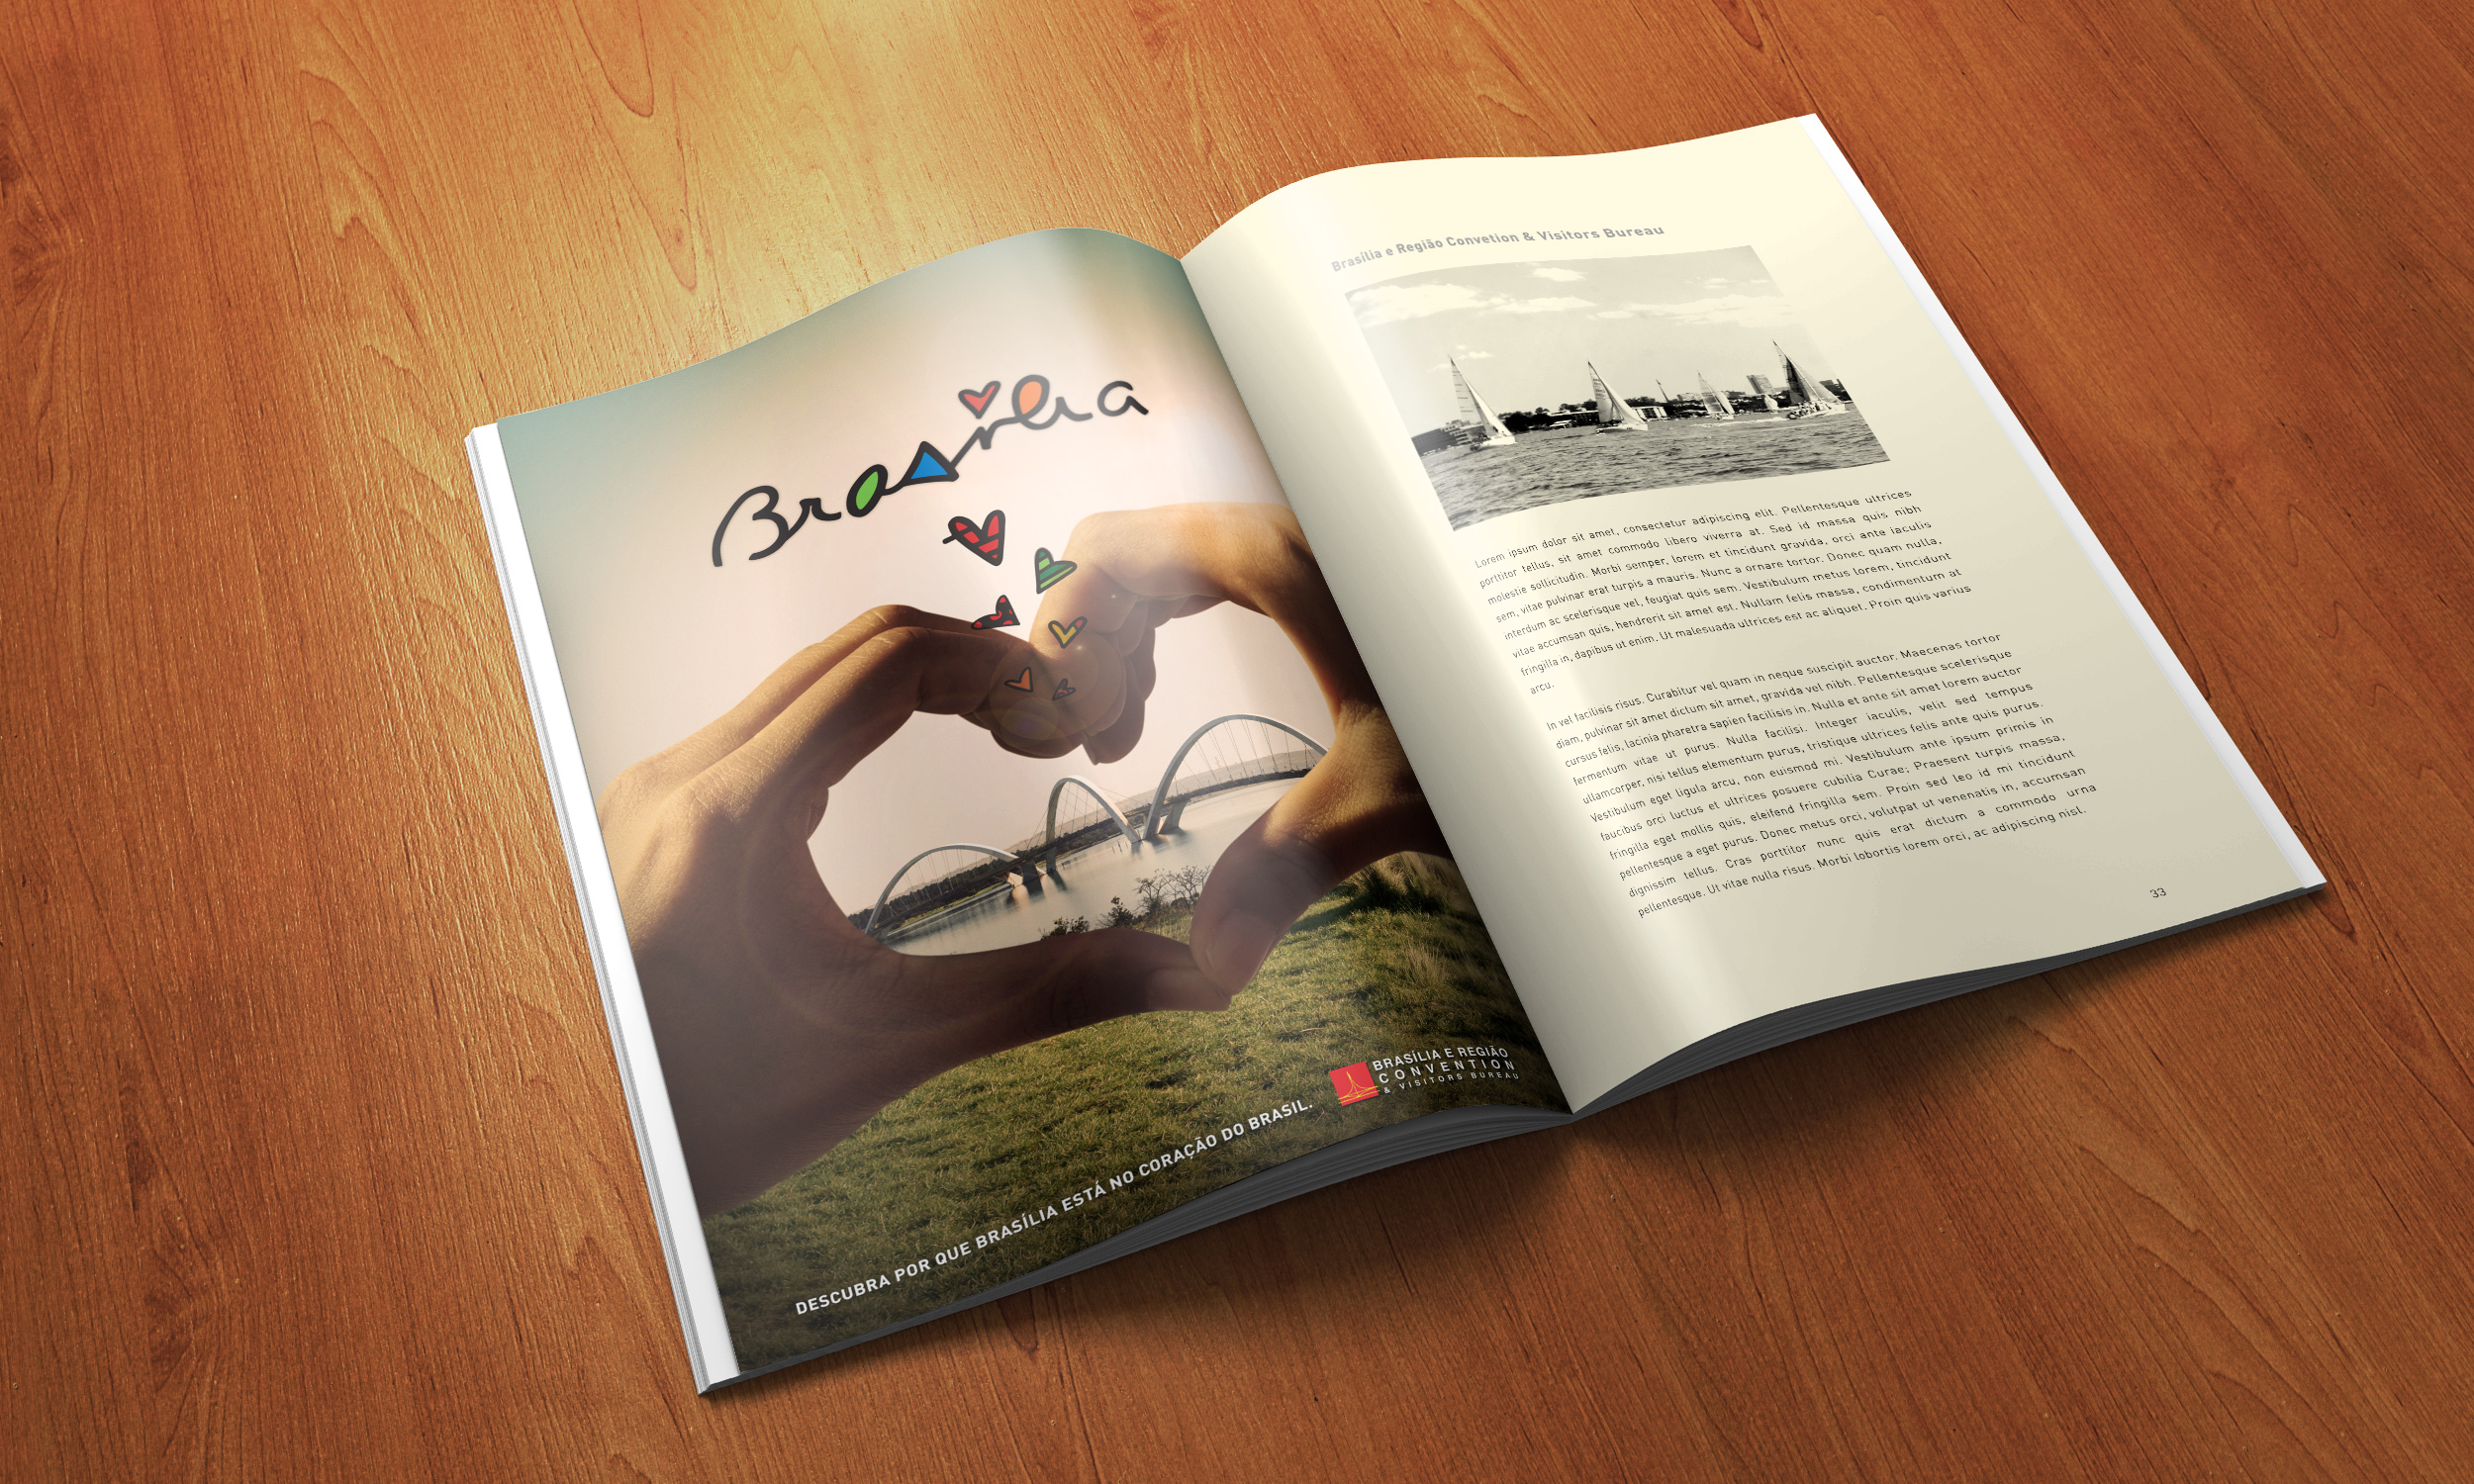 Brasília
DESCUBRA POR QUE BRASÍLIA ESTÁ NO CORAÇÃO DO BRASIL.
BRASÍLIA E REGIÃO
CONVENTION
& VISITORS BUREAU
Brasília e Região Convetion & Visitors Bureau
Lorem ipsum dolor sit amet, consectetur adipiscing elit. Pellentesque ultrices
porttitor tellus, sit amet commodo libero viverra at. Sed id massa quis nibh
molestie sollicitudin. Morbi semper, lorem et tincidunt gravida, orci ante iaculis
sem, vitae pulvinar erat turpis a mauris. Nunc a ornare tortor. Donec quam nulla,
interdum ac scelerisque vel, feugiat quis sem. Vestibulum metus lorem, tincidunt
vitae accumsan quis, hendrerit sit amet est. Nullam felis massa, condimentum at
fringilla in, dapibus ut enim. Ut malesuada ultrices est ac aliquet. Proin quis varius
arcu.
In vel facilisis risus. Curabitur vel quam in neque suscipit auctor. Maecenas tortor
diam, pulvinar sit amet dictum sit amet, gravida vel nibh. Pellentesque scelerisque
cursus felis, lacinia pharetra sapien facilisis in. Nulla et ante sit amet lorem auctor
fermentum vitae ut purus. Nulla facilisi. Integer iaculis, velit sed tempus
ullamcorper, nisi tellus elementum purus, tristique ultrices felis ante quis purus.
Vestibulum eget ligula arcu, non euismod mi. Vestibulum ante ipsum primis in
faucibus orci luctus et ultrices posuere cubilia Curae; Praesent turpis massa,
fringilla eget mollis quis, eleifend fringilla sem. Proin sed leo id mi tincidunt
pellentesque a eget purus. Donec metus orci, volutpat ut venenatis in, accumsan
dignissim tellus. Cras porttitor nunc quis erat dictum a commodo urna
pellentesque. Ut vitae nulla risus. Morbi lobortis lorem orci, ac adipiscing nisl.
33